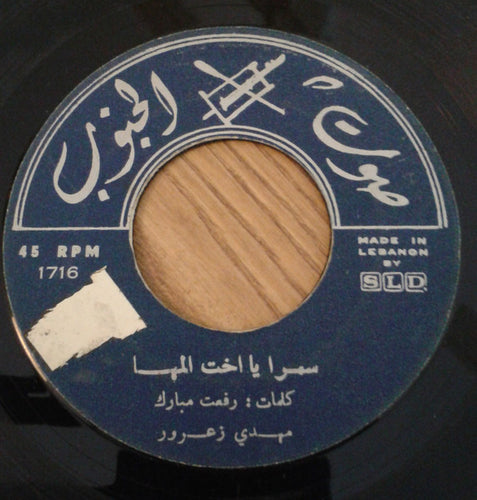 صوت الجنوب
45 RPM
1716
MADE IN
LEBANON
BY
SLD
سمرا يا اخت المها
كلمات : رفعت مبارك
مهدي زعرور